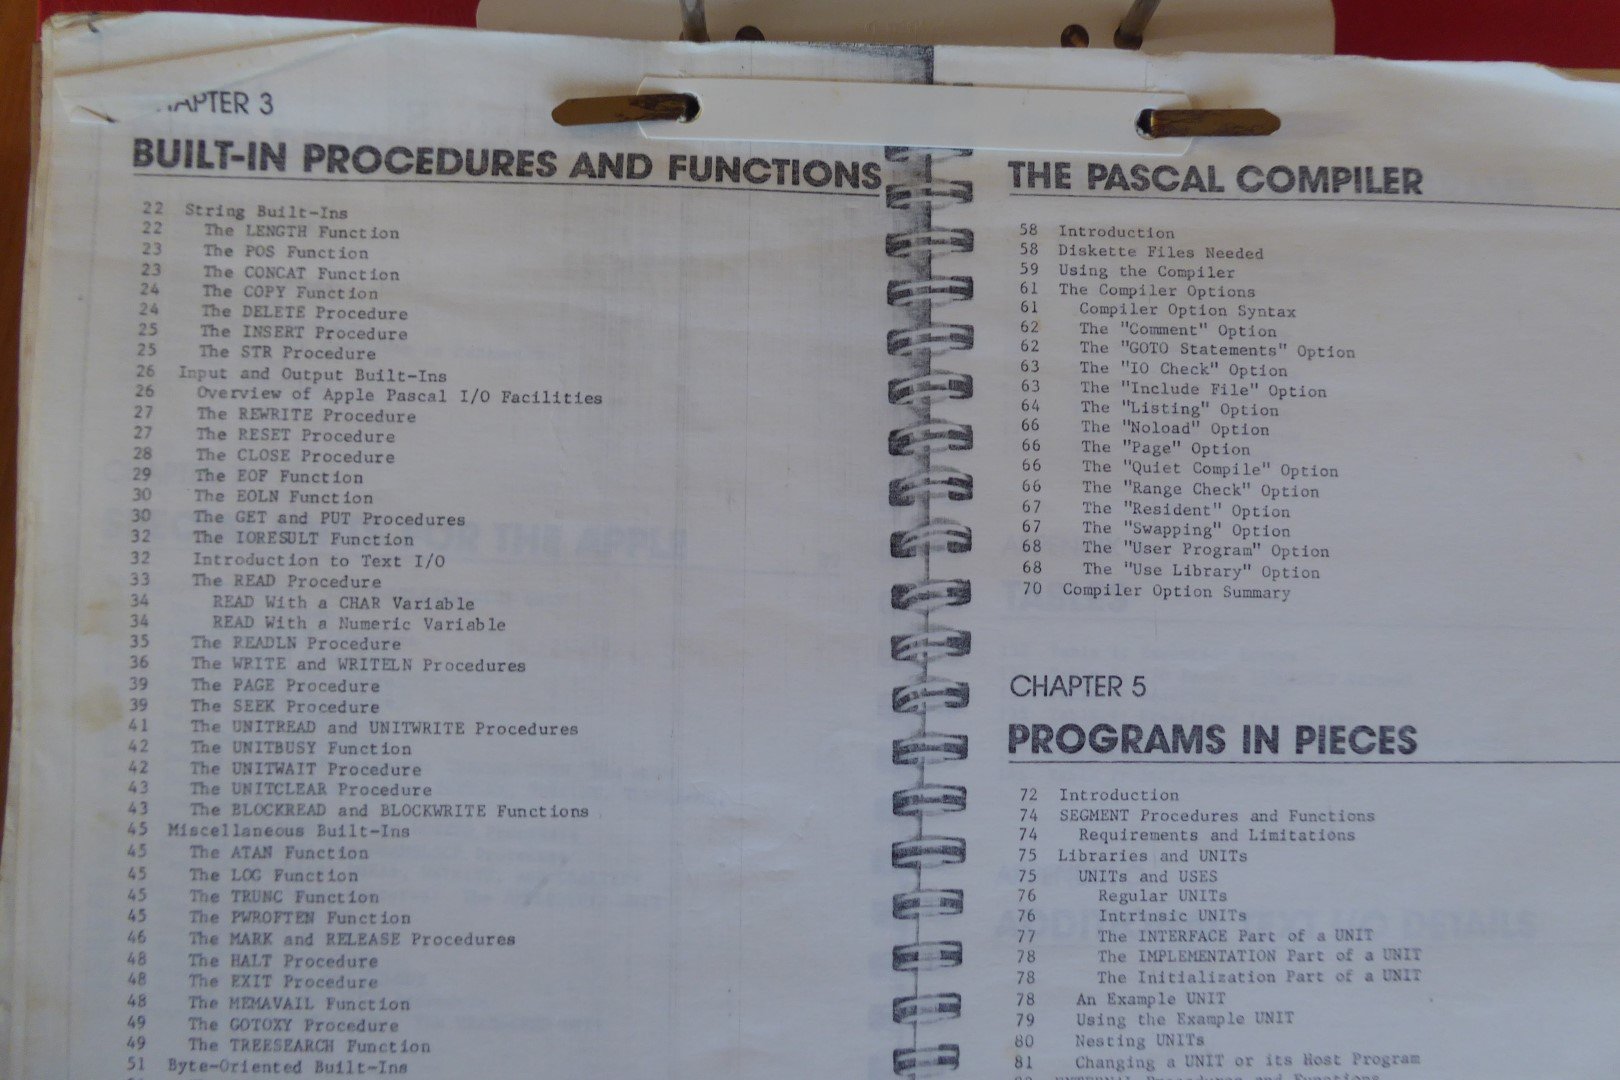 CHAPTER 3
BUILT-IN PROCEDURES AND FUNCTIONS
22 String Built-Ins
22 The LENGTH Function
23 The POS Function
23 The CONCAT Function
24 The COPY Function
24 The DELETE Procedure
25 The INSERT Procedure
25 The STR Procedure
26 Input and Output Built-Ins
26 Overview of Apple Pascal I/O Facilities
27 The REWRITE Procedure
27 The RESET Procedure
28 The CLOSE Procedure
29 The EOF Function
30 The EOLN Function
30 The GET and PUT Procedures
32 The IORESULT Function
32 Introduction to Text I/O
33 The READ Procedure
34 READ With a CHAR Variable
34 READ With a Numeric Variable
35 The READLN Procedure
36 The WRITE and WRITELN Procedures
39 The PAGE Procedure
39 The SEEK Procedure
41 The UNITREAD and UNITWRITE Procedures
42 The UNITBUSY Function
42 The UNITWAIT Procedure
43 The UNITCLEAR Procedure
43 The BLOCKREAD and BLOCKWRITE Functions
45 Miscellaneous Built-Ins
45 The ATAN Function
45 The LOG Function
45 The TRUNC Function
45 The PWROFTEN Function
46 The MARK and RELEASE Procedures
48 The HALT Procedure
48 The EXIT Procedure
48 The MEMAVAIL Function
49 The GOTOXY Procedure
49 The TREESEARCH Function
51 Byte-Oriented Built-Ins
THE PASCAL COMPILER
58 Introduction
58 Diskette Files Needed
59 Using the Compiler
61 The Compiler Options
61 Compiler Option Syntax
62 The "Comment" Option
62 The "GOTO Statements" Option
63 The "IO Check" Option
63 The "Include File" Option
64 The "Listing" Option
66 The "Noload" Option
66 The "Page" Option
66 The "Quiet Compile" Option
66 The "Range Check" Option
67 The "Resident" Option
67 The "Swapping" Option
68 The "User Program" Option
68 The "Use Library" Option
70 Compiler Option Summary
CHAPTER 5
PROGRAMS IN PIECES
72 Introduction
74 SEGMENT Procedures and Functions
74 Requirements and Limitations
75 Libraries and UNITs
75 UNITs and USES
76 Regular UNITs
76 Intrinsic UNITs
77 The INTERFACE Part of a UNIT
78 The IMPLEMENTATION Part of a UNIT
78 The Initialization Part of a UNIT
78 An Example UNIT
79 Using the Example UNIT
80 Nesting UNITs
81 Changing a UNIT or its Host Program
EXTERNAL Procedures and Functions